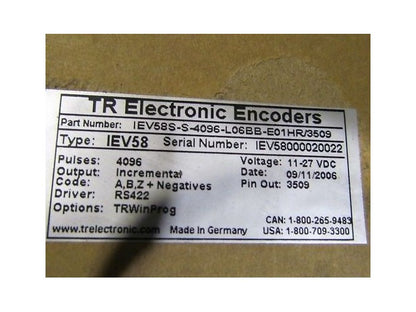 TR Electronic Encoders
Part Number: IEV58S-S-4096-L06BB-E01HR/3509
Type: IEV58 Serial Number: IEV58000020022
Pulses: 4096 Voltage: 11-27 VDC
Output: Incremental Date: 09/11/2006
Code: A,B,Z + Negatives Pin Out: 3509
Driver: RS422
Options: TRWinProg
CAN: 1-800-265-9483
www.trelectronic.com Made In Germany USA: 1-800-709-3300